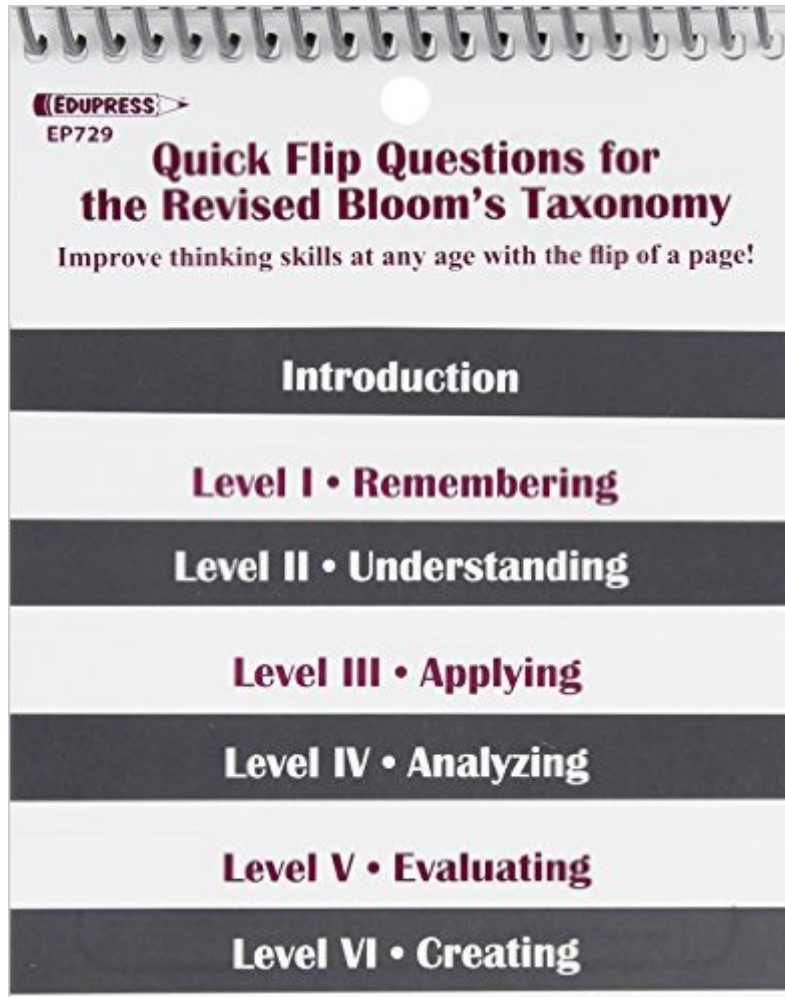 EDUPRESS
EP729
Quick Flip Questions for
the Revised Bloom's Taxonomy
Improve thinking skills at any age with the flip of a page!
Introduction
Level I • Remembering
Level II • Understanding
Level III • Applying
Level IV • Analyzing
Level V • Evaluating
Level VI • Creating